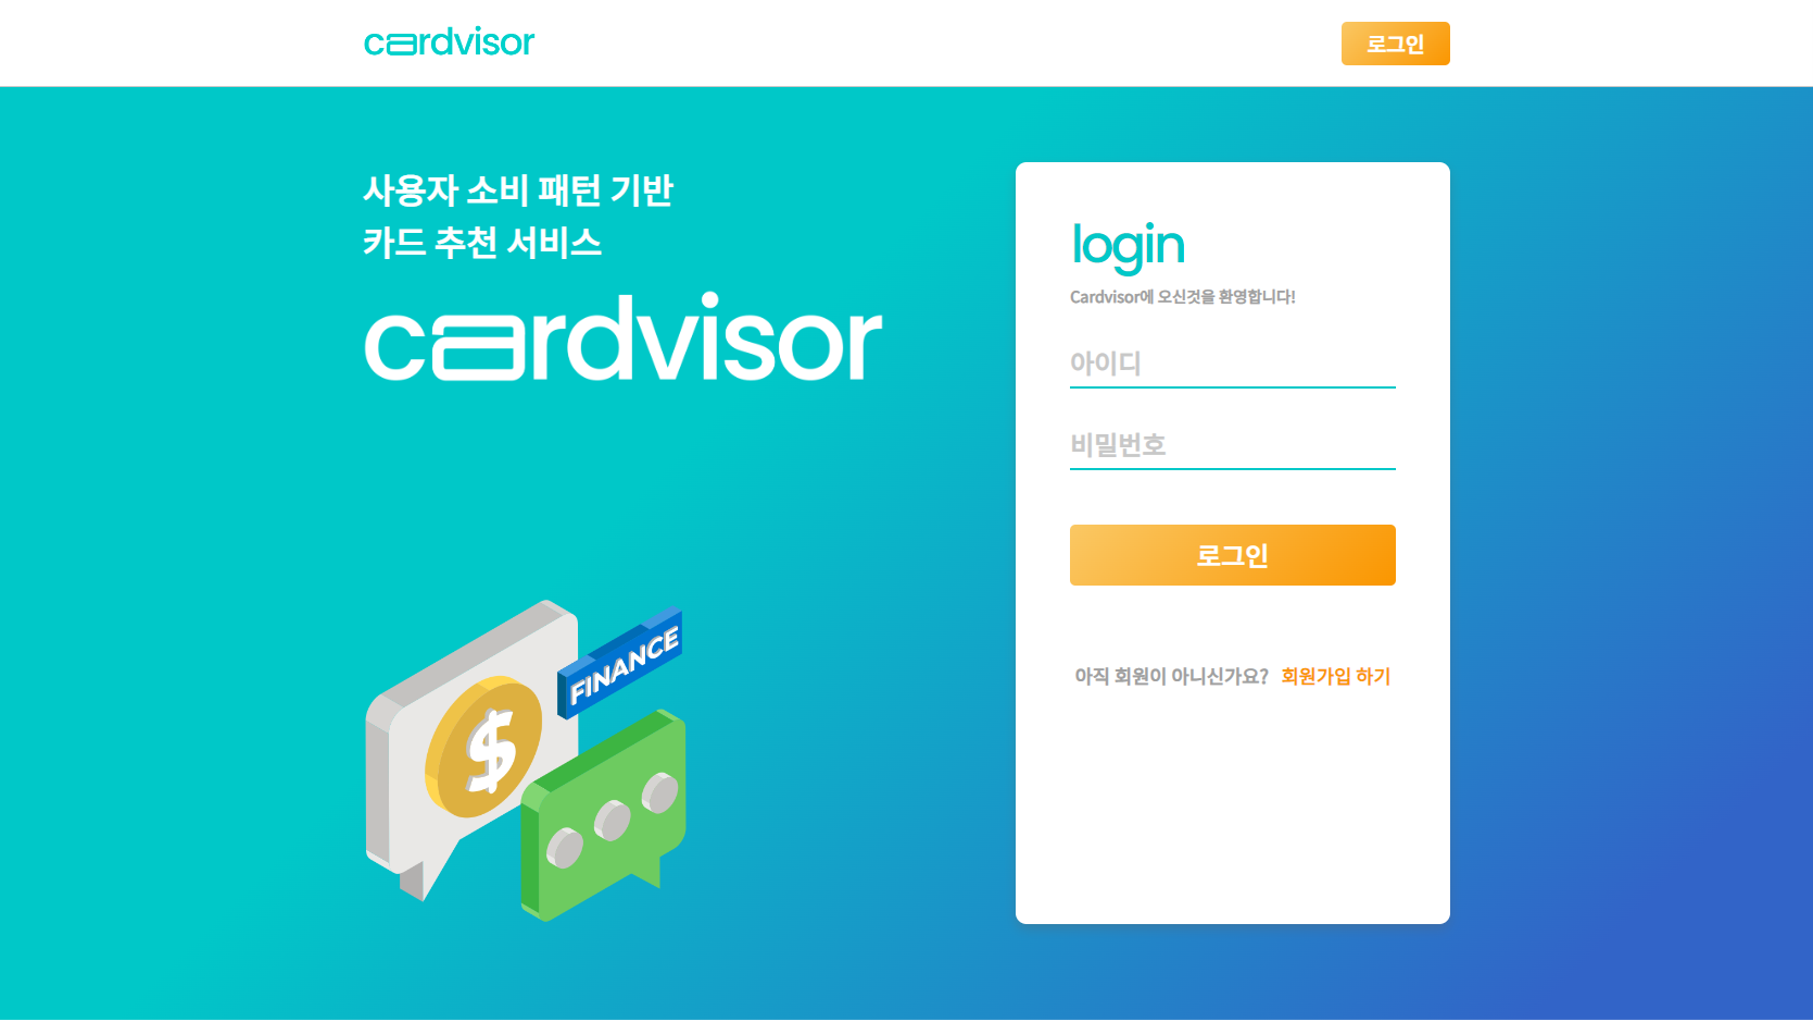 cardvisor
로그인
사용자 소비 패턴 기반
카드 추천 서비스
cardvisor
FINANCE
$
login
Cardvisor에 오신것을 환영합니다!
아이디
비밀번호
로그인
아직 회원이 아니신가요? 회원가입 하기